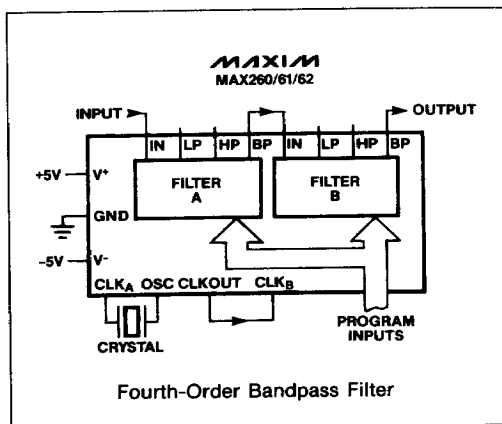 MAXIM
MAX260/61/62
INPUT
OUTPUT
IN LP HP BP IN LP HP BP
FILTER A
FILTER B
+5V V+
GND
-5V V-
CLKA OSC CLKOUT CLKB
CRYSTAL
PROGRAM INPUTS
Fourth-Order Bandpass Filter